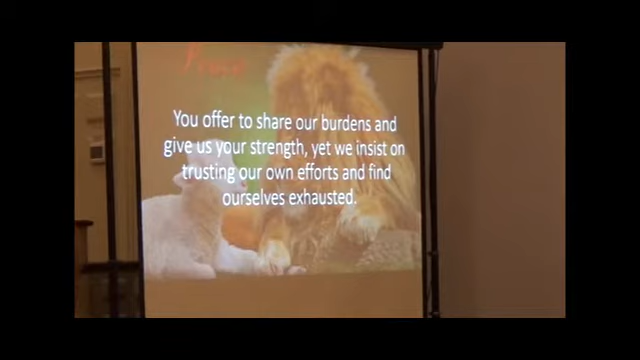 You offer to share our burdens and
give us your strength, yet we insist on
trusting our own efforts and find
ourselves exhausted.